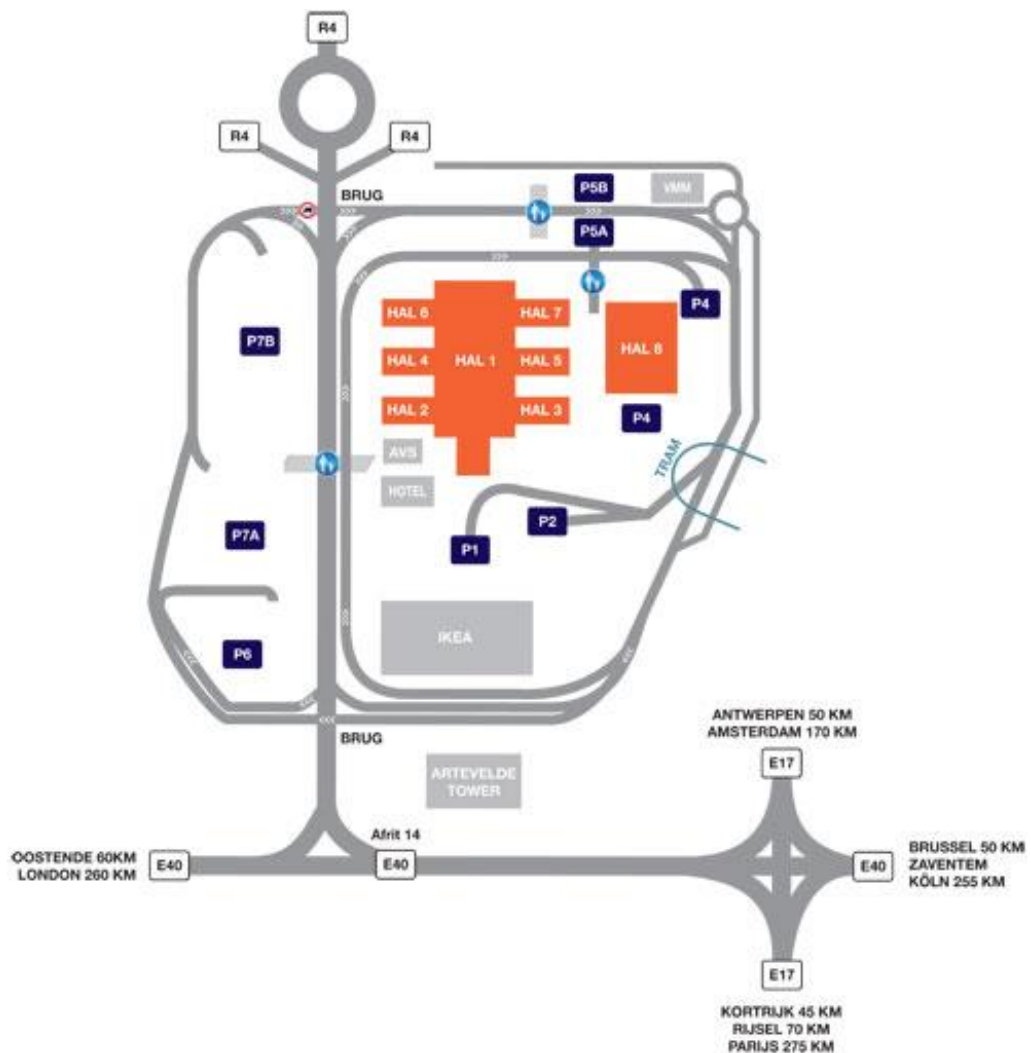 R4
R4
R4
BRUG
P5B
VMM
P5A
P4
HAL 6
HAL 7
HAL 1
HAL 8
P7B
HAL 4
HAL 5
HAL 2
HAL 3
P4
AVS
TRAM
HOTEL
P2
P7A
P1
IKEA
P6
BRUG
ANTWERPEN 50 KM
AMSTERDAM 170 KM
E17
ARTEVELDE
TOWER
Afrit 14
OOSTENDE 60KM
LONDON 260 KM
E40
E40
E40
BRUSSEL 50 KM
ZAVENTEM
KÖLN 255 KM
E17
KORTRIJK 45 KM
RIJSEL 70 KM
PARIJS 275 KM